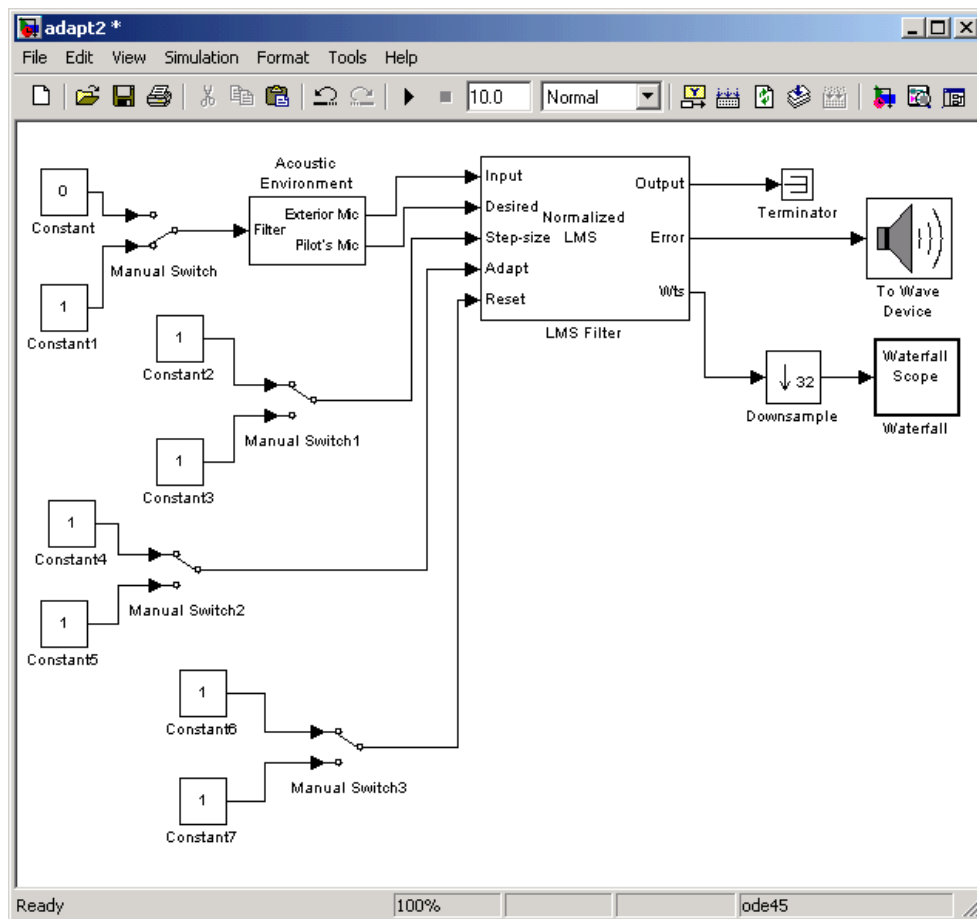 adapt2 *
File Edit View Simulation Format Tools Help
10.0 Normal
Acoustic
Environment
0
Constant
Exterior Mic
Filter
Pilot's Mic
Manual Switch
1
Constant1
Input
Desired
Step-size
Adapt
Reset
Normalized
LMS
Output
Error
Wts
LMS Filter
Terminator
To Wave
Device
1
Constant2
Manual Switch1
1
Constant3
32
Downsample
Waterfall
Scope
Waterfall
1
Constant4
Manual Switch2
1
Constant5
1
Constant6
Manual Switch3
1
Constant7
Ready 100% ode45